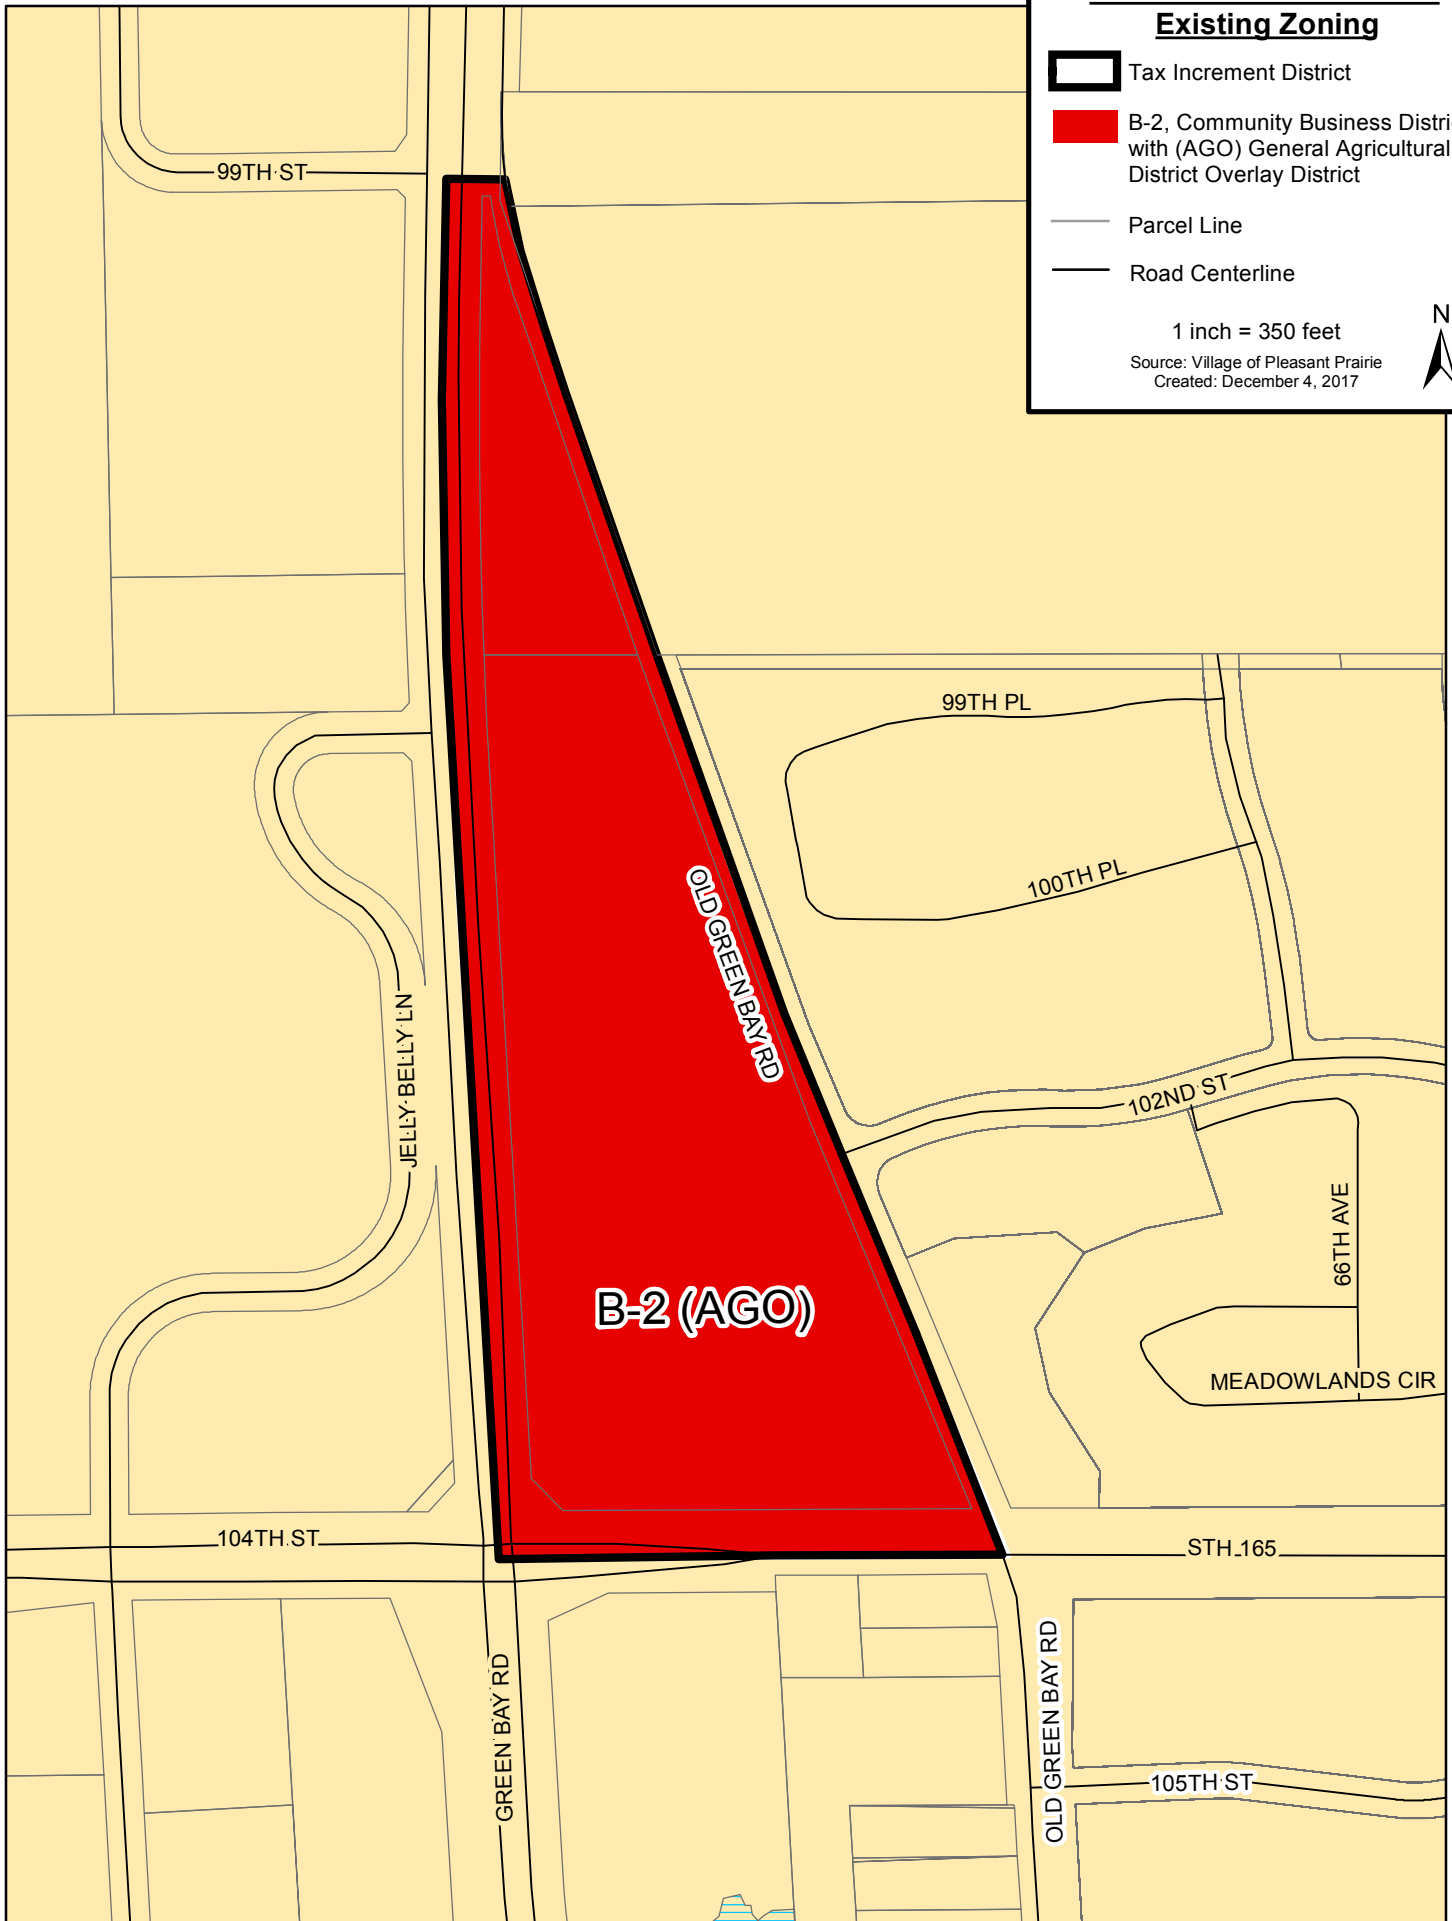 Existing Zoning
Tax Increment District
B-2, Community Business Distri
with (AGO) General Agricultural
District Overlay District
Parcel Line
Road Centerline
1 inch = 350 feet
N
Source: Village of Pleasant Prairie
Created: December 4, 2017
99TH ST
99TH PL
100TH PL
OLD GREEN BAY RD
JELLY BELLY LN
102ND ST
66TH AVE
B-2 (AGO)
MEADOWLANDS CIR
104TH ST
STH 165
GREEN BAY RD
OLD GREEN BAY RD
105TH ST